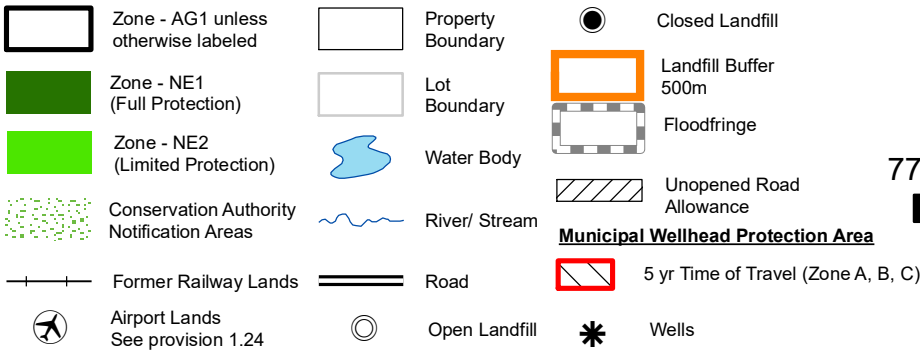 Zone - AG1 unless
otherwise labeled
Zone - NE1
(Full Protection)
Zone - NE2
(Limited Protection)
Conservation Authority
Notification Areas
Former Railway Lands
Airport Lands
See provision 1.24
Property
Boundary
Lot
Boundary
Water Body
River/ Stream
Road
Open Landfill
Closed Landfill
Landfill Buffer
500m
Floodfringe
Unopened Road
Allowance
Municipal Wellhead Protection Area
5 yr Time of Travel (Zone A, B, C)
Wells
77